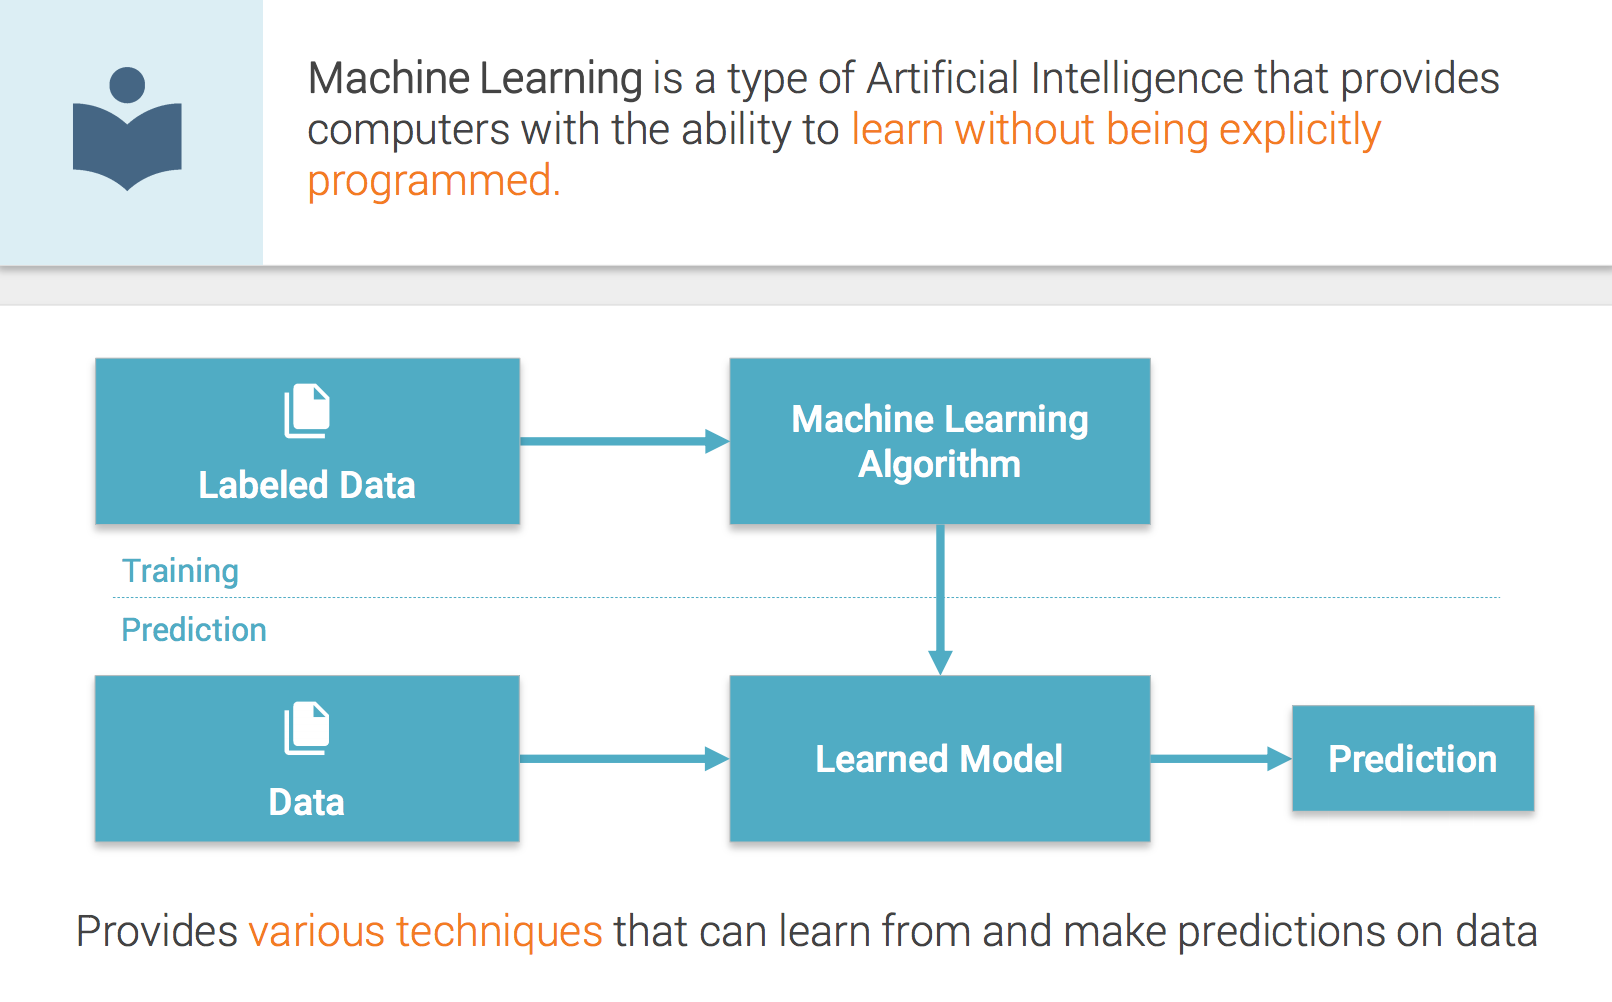 Machine Learning is a type of Artificial Intelligence that provides
computers with the ability to learn without being explicitly
programmed.
Labeled Data
Machine Learning
Algorithm
Training
Prediction
Data
Learned Model
Prediction
Provides various techniques that can learn from and make predictions on data